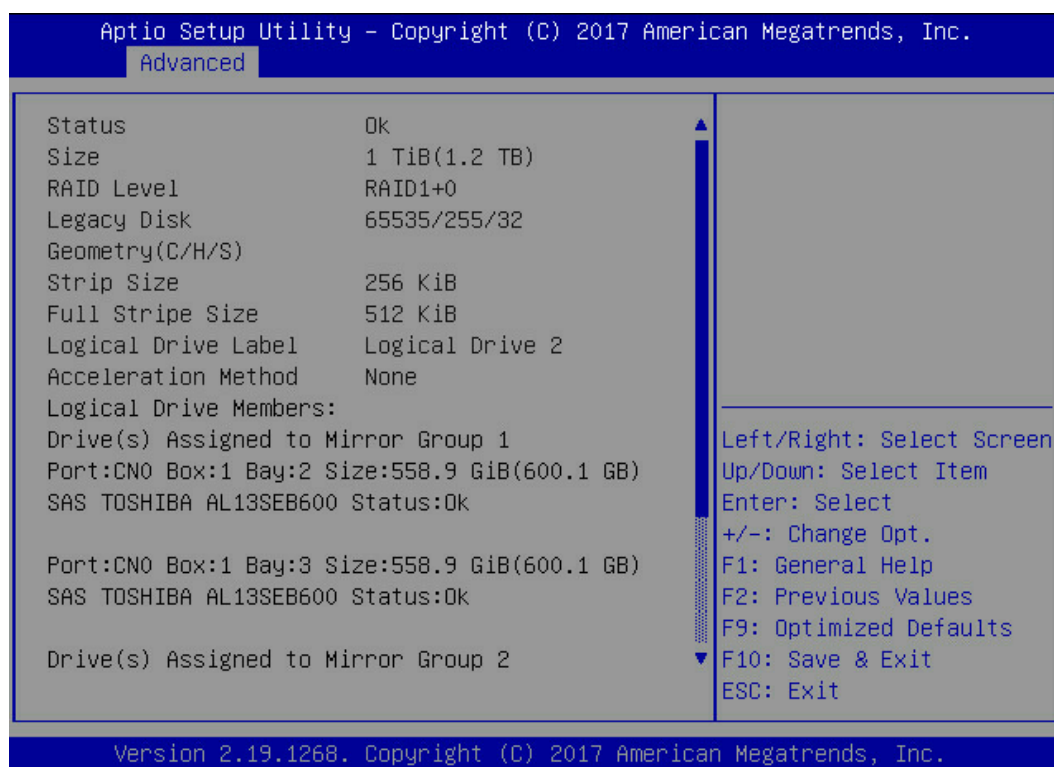 Aptio Setup Utility – Copyright (C) 2017 American Megatrends, Inc.
Advanced
Status Ok
Size 1 TiB(1.2 TB)
RAID Level RAID1+0
Legacy Disk 65535/255/32
Geometry(C/H/S)
Strip Size 256 KiB
Full Stripe Size 512 KiB
Logical Drive Label Logical Drive 2
Acceleration Method None
Logical Drive Members:
Drive(s) Assigned to Mirror Group 1
Port:CN0 Box:1 Bay:2 Size:558.9 GiB(600.1 GB)
SAS TOSHIBA AL13SEB600 Status:Ok
Port:CN0 Box:1 Bay:3 Size:558.9 GiB(600.1 GB)
SAS TOSHIBA AL13SEB600 Status:Ok
Drive(s) Assigned to Mirror Group 2
Left/Right: Select Screen
Up/Down: Select Item
Enter: Select
+/-: Change Opt.
F1: General Help
F2: Previous Values
F9: Optimized Defaults
F10: Save & Exit
ESC: Exit
Version 2.19.1268. Copyright (C) 2017 American Megatrends, Inc.